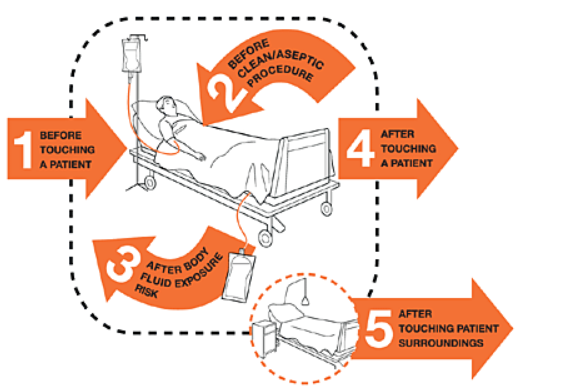 1 BEFORE
TOUCHING
A PATIENT
2 BEFORE
CLEAN/ASEPTIC
PROCEDURE
3 AFTER BODY
FLUID EXPOSURE
RISK
4 AFTER
TOUCHING
A PATIENT
5 AFTER
TOUCHING PATIENT
SURROUNDINGS